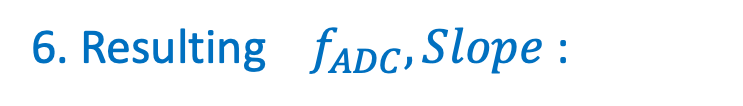 6. Resulting f_ADC, Slope :